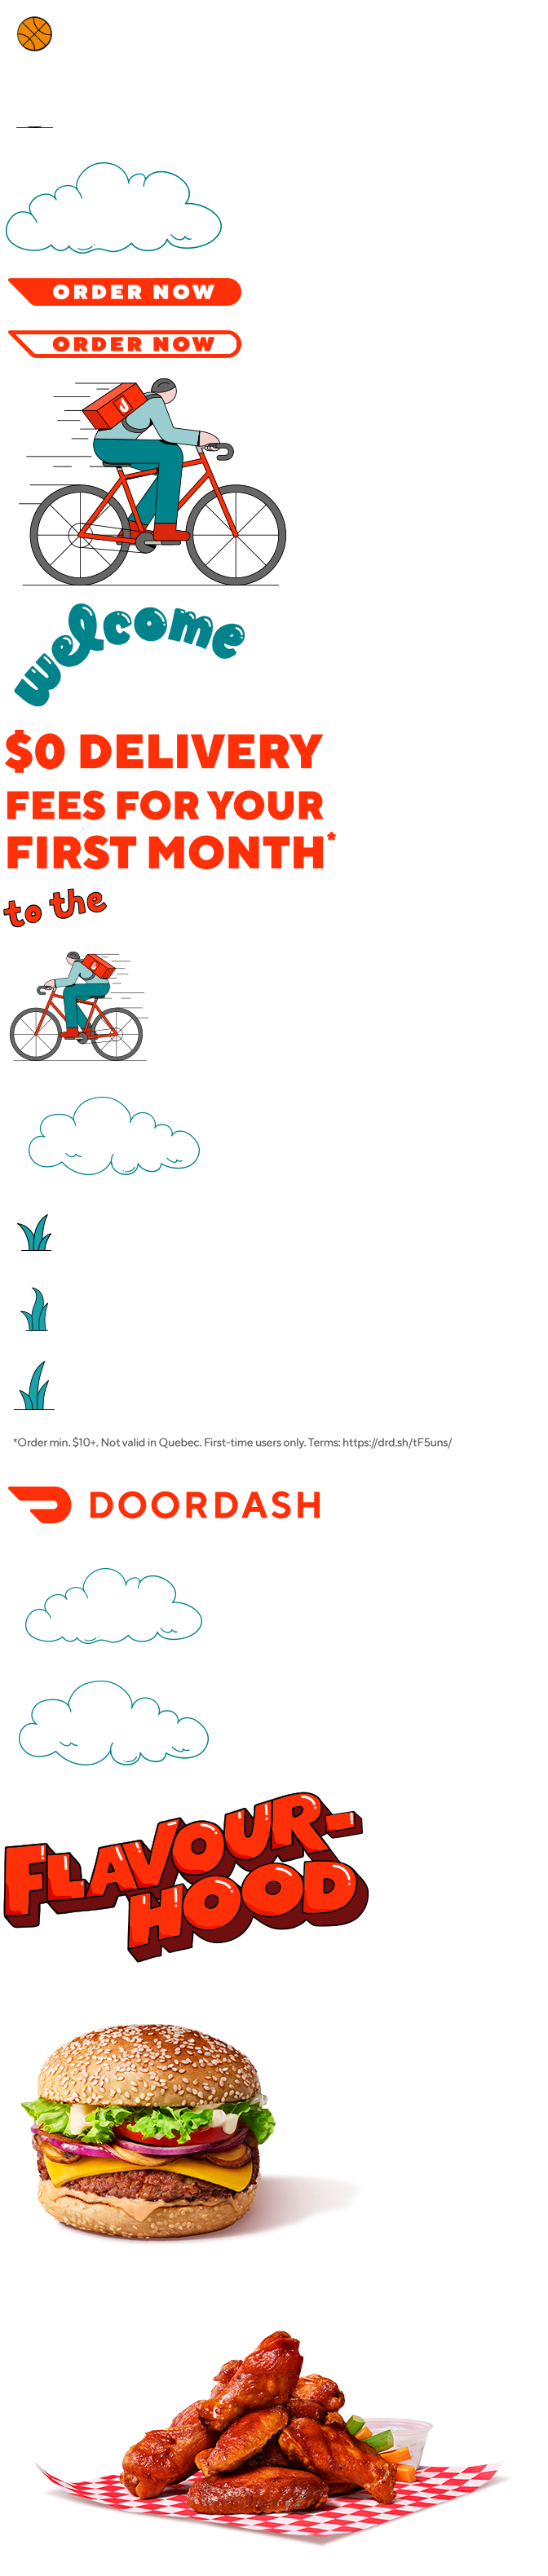 ORDER NOW
ORDER NOW
welcome
$0 DELIVERY
FEES FOR YOUR
FIRST MONTH*
to the
*Order min. $10+. Not valid in Quebec. First-time users only. Terms: https://drd.sh/tF5uns/
DOORDASH
FLAVOUR-
HOOD